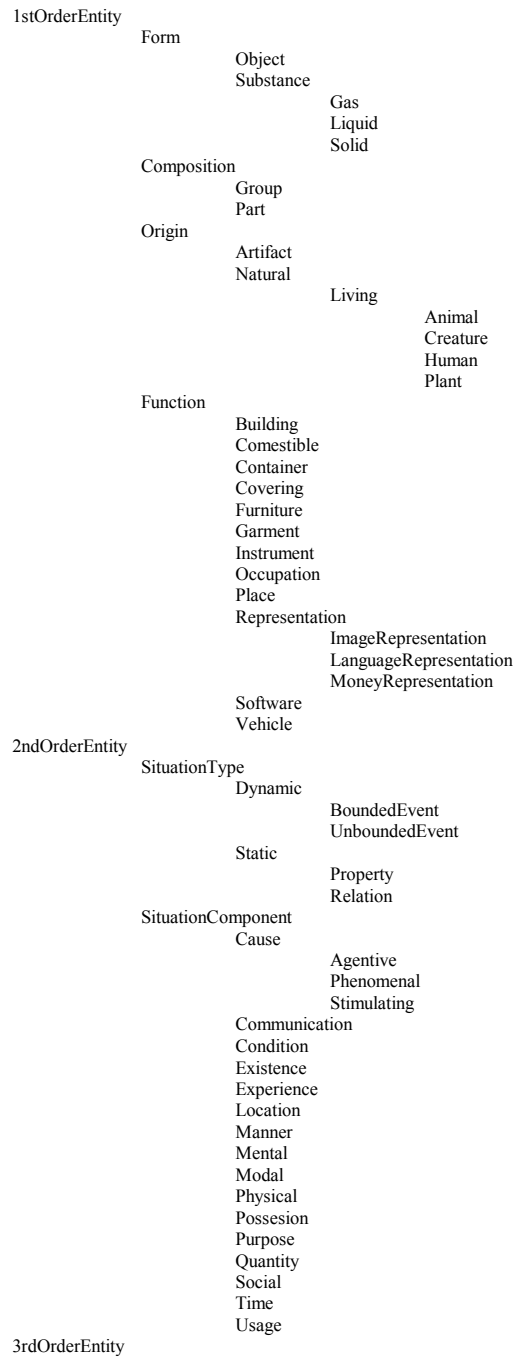 1stOrderEntity
Form
Object
Substance
Gas
Liquid
Solid
Composition
Group
Part
Origin
Artifact
Natural
Living
Animal
Creature
Human
Plant
Function
Building
Comestible
Container
Covering
Furniture
Garment
Instrument
Occupation
Place
Representation
ImageRepresentation
LanguageRepresentation
MoneyRepresentation
Software
Vehicle
2ndOrderEntity
SituationType
Dynamic
BoundedEvent
UnboundedEvent
Static
Property
Relation
SituationComponent
Cause
Agentive
Phenomenal
Stimulating
Communication
Condition
Existence
Experience
Location
Manner
Mental
Modal
Physical
Possesion
Purpose
Quantity
Social
Time
Usage
3rdOrderEntity